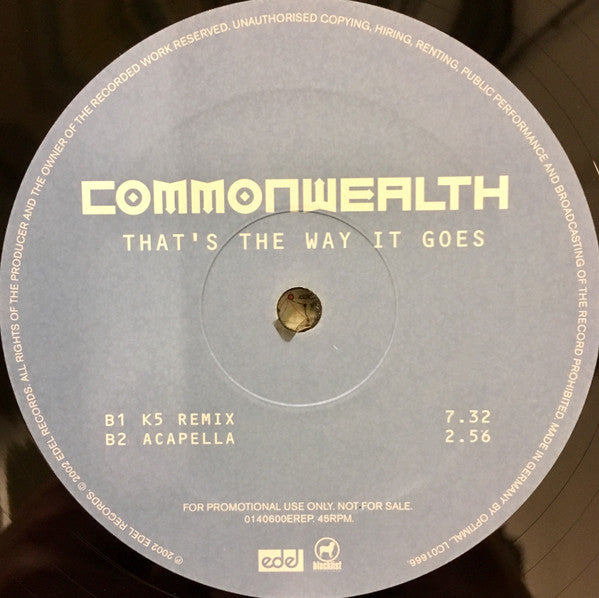 COMMONWEALTH
THAT'S THE WAY IT GOES
B1 K5 REMIX 7.32
B2 ACAPELLA 2.56
FOR PROMOTIONAL USE ONLY. NOT FOR SALE.
0140600EREP. 45RPM.
edel
blacklist
℗ 2002 EDEL RECORDS © 2002 EDEL RECORDS. ALL RIGHTS OF THE PRODUCER AND THE OWNER OF THE RECORDED WORK RESERVED. UNAUTHORISED COPYING, HIRING, RENTING, PUBLIC PERFORMANCE AND BROADCASTING OF THE RECORD PROHIBITED. MADE IN GERMANY BY OPTIMAL. LC01666